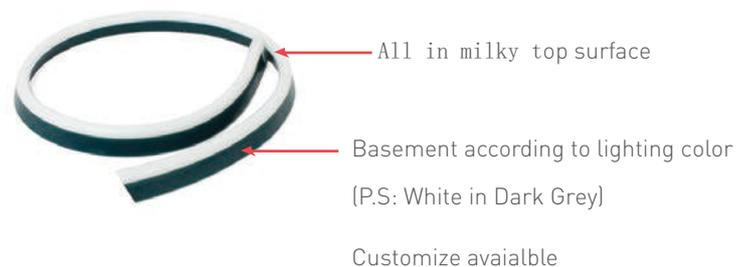 All in milky top surface
Basement according to lighting color
(P.S: White in Dark Grey)
Customize avaialble